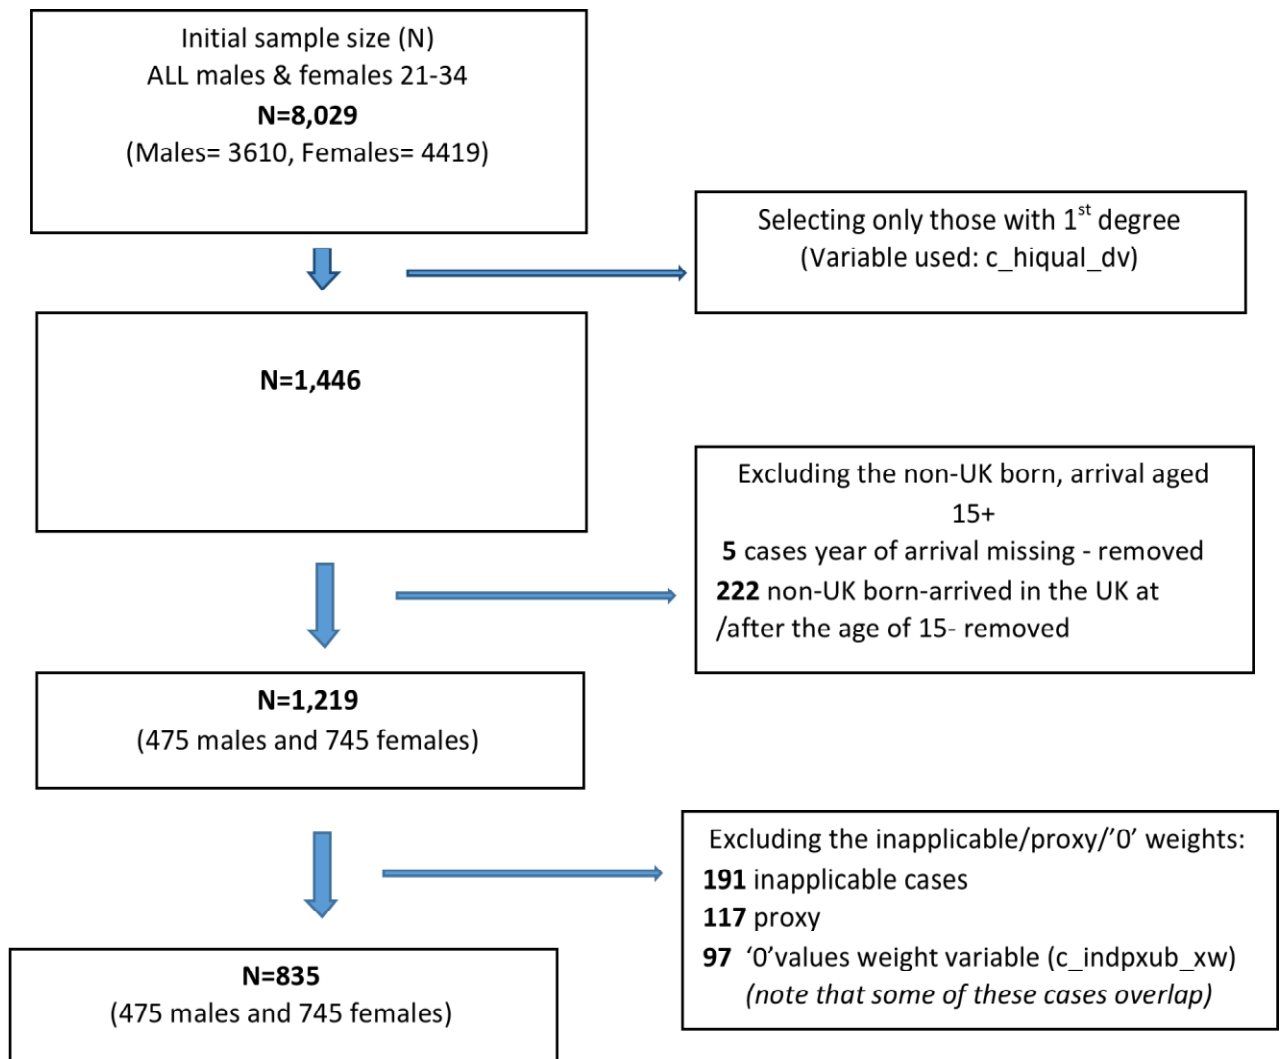 Initial sample size (N)
ALL males & females 21-34
N=8,029
(Males= 3610, Females= 4419)
Selecting only those with 1st degree
(Variable used: c_hiqual_dv)
N=1,446
Excluding the non-UK born, arrival aged
15+
5 cases year of arrival missing - removed
222 non-UK born-arrived in the UK at
/after the age of 15- removed
N=1,219
(475 males and 745 females)
Excluding the inapplicable/proxy/’0’ weights:
191 inapplicable cases
117 proxy
97 ‘0’values weight variable (c_indpxub_xw)
(note that some of these cases overlap)
N=835
(475 males and 745 females)